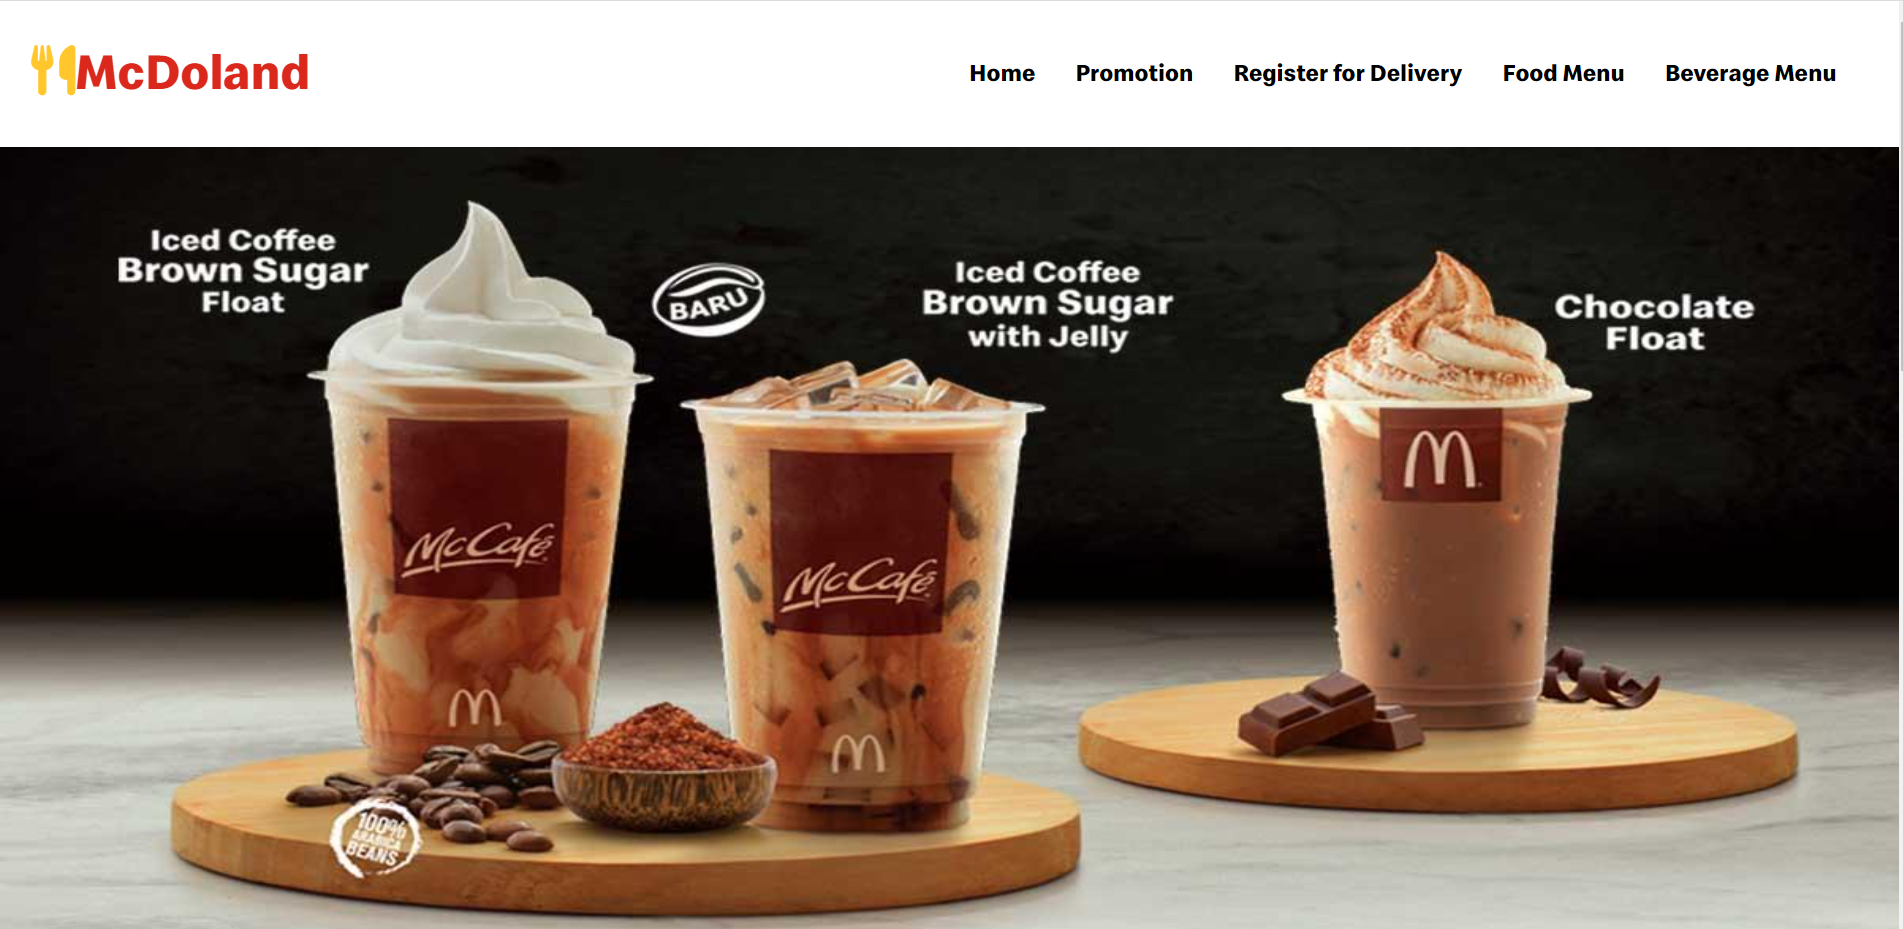 McDoland
Home Promotion Register for Delivery Food Menu Beverage Menu
Iced Coffee
Brown Sugar
Float
BARU
Iced Coffee
Brown Sugar
with Jelly
Chocolate
Float
M
McCafé
McCafé
M
M
100%
ARABICA
BEANS